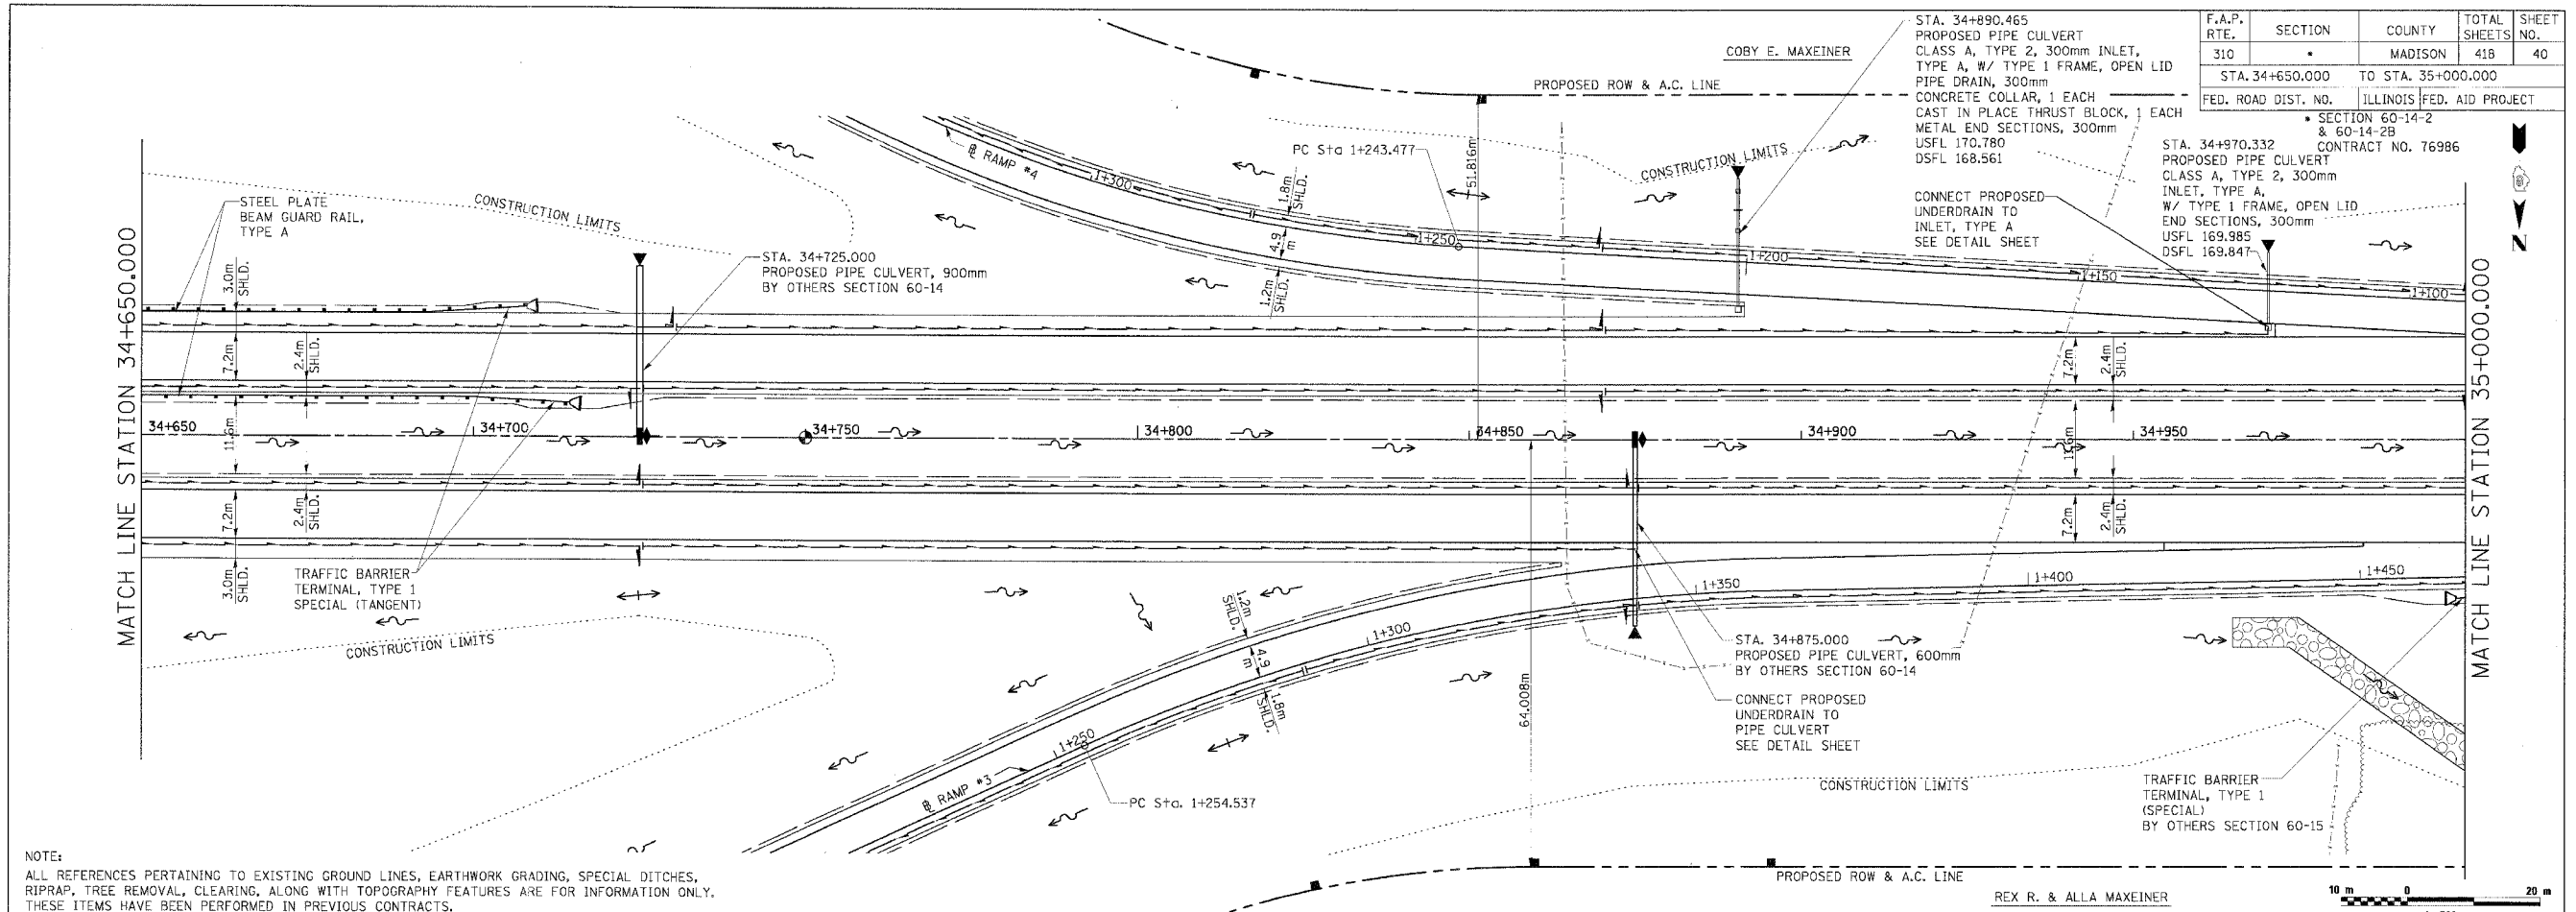 COBY E. MAXEINER
PROPOSED ROW & A.C. LINE
STA. 34+890.465
PROPOSED PIPE CULVERT
CLASS A, TYPE 2, 300mm INLET,
TYPE A, W/ TYPE 1 FRAME, OPEN LID
PIPE DRAIN, 300mm
CONCRETE COLLAR, 1 EACH
CAST IN PLACE THRUST BLOCK, 1 EACH
METAL END SECTIONS, 300mm
USFL 170.780
DSFL 168.561
F.A.P. RTE. SECTION COUNTY TOTAL SHEETS SHEET NO.
310 • MADISON 418 40
STA. 34+650.000 TO STA. 35+000.000
FED. ROAD DIST. NO. ILLINOIS FED. AID PROJECT
• SECTION 60-14-2
& 60-14-2B
CONTRACT NO. 76986
N
STA. 34+970.332
PROPOSED PIPE CULVERT
CLASS A, TYPE 2, 300mm
INLET, TYPE A,
W/ TYPE 1 FRAME, OPEN LID
END SECTIONS, 300mm
USFL 169.985
DSFL 169.847
CONNECT PROPOSED
UNDERDRAIN TO
INLET, TYPE A
SEE DETAIL SHEET
CONSTRUCTION LIMITS
PC Sta 1+243.477
51.816m
℄ RAMP #4
1+300
1+250
1+200
1+150
1+100
1.8m
SHLD.
4.9
m
1.2m
SHLD.
STEEL PLATE
BEAM GUARD RAIL,
TYPE A
CONSTRUCTION LIMITS
STA. 34+725.000
PROPOSED PIPE CULVERT, 900mm
BY OTHERS SECTION 60-14
MATCH LINE STATION 34+650.000
3.0m
SHLD.
7.2m
2.4m
SHLD.
11.6m
34+650
34+700
34+750
34+800
34+850
34+900
34+950
7.2m
2.4m
SHLD.
11.6m
MATCH LINE STATION 35+000.000
7.2m
2.4m
SHLD.
3.0m
SHLD.
7.2m
2.4m
SHLD.
TRAFFIC BARRIER
TERMINAL, TYPE 1
SPECIAL (TANGENT)
CONSTRUCTION LIMITS
1.2m
SHLD.
4.9
m
1.8m
SHLD.
1+250
1+300
1+350
1+400
1+450
℄ RAMP #3
PC Sta. 1+254.537
64.008m
STA. 34+875.000
PROPOSED PIPE CULVERT, 600mm
BY OTHERS SECTION 60-14
CONNECT PROPOSED
UNDERDRAIN TO
PIPE CULVERT
SEE DETAIL SHEET
CONSTRUCTION LIMITS
TRAFFIC BARRIER
TERMINAL, TYPE 1
(SPECIAL)
BY OTHERS SECTION 60-15
PROPOSED ROW & A.C. LINE
REX R. & ALLA MAXEINER
10 m 0 20 m
NOTE:
ALL REFERENCES PERTAINING TO EXISTING GROUND LINES, EARTHWORK GRADING, SPECIAL DITCHES,
RIPRAP, TREE REMOVAL, CLEARING, ALONG WITH TOPOGRAPHY FEATURES ARE FOR INFORMATION ONLY.
THESE ITEMS HAVE BEEN PERFORMED IN PREVIOUS CONTRACTS.